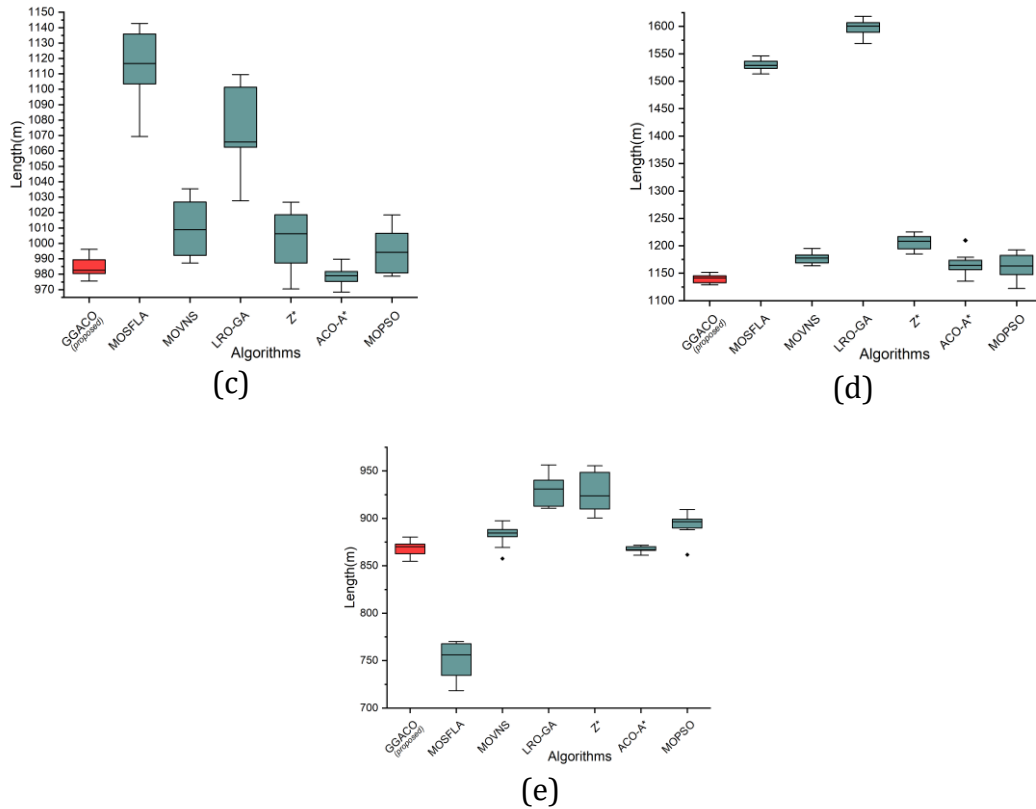 1150
1140
1130
1120
1110
1100
1090
1080
1070
1060
1050
1040
1030
1020
1010
1000
990
980
970
Length(m)
GGACO
(proposed)
MOSFLA
MOVNS
LRO-GA
Z*
ACO-A*
MOPSO
Algorithms
(c)
1600
1550
1500
1450
1400
1350
1300
1250
1200
1150
1100
Length(m)
GGACO
(proposed)
MOSFLA
MOVNS
LRO-GA
Z*
ACO-A*
MOPSO
Algorithms
(d)
950
900
850
800
750
700
Length(m)
GGACO
(proposed)
MOSFLA
MOVNS
LRO-GA
Z*
ACO-A*
MOPSO
Algorithms
(e)